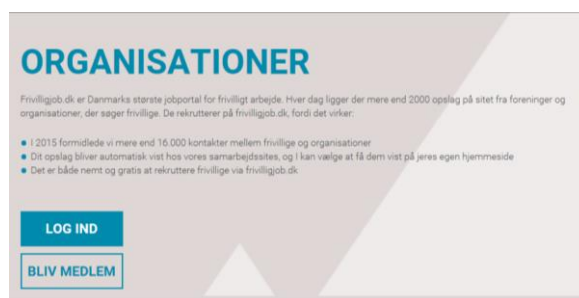 ORGANISATIONER
Frivilligjob.dk er Danmarks største jobportal for frivilligt arbejde. Hver dag ligger der mere end 2000 opslag på sitet fra foreninger og
organisationer, der søger frivillige. De rekrutterer på frivilligjob.dk, fordi det virker:
I 2015 formidlede vi mere end 16.000 kontakter mellem frivillige og organisationer
Dit opslag bliver automatisk vist hos vores samarbejdssites, og I kan vælge at få dem vist på jeres egen hjemmeside
Det er både nemt og gratis at rekruttere frivillige via frivilligjob.dk
LOG IND
BLIV MEDLEM